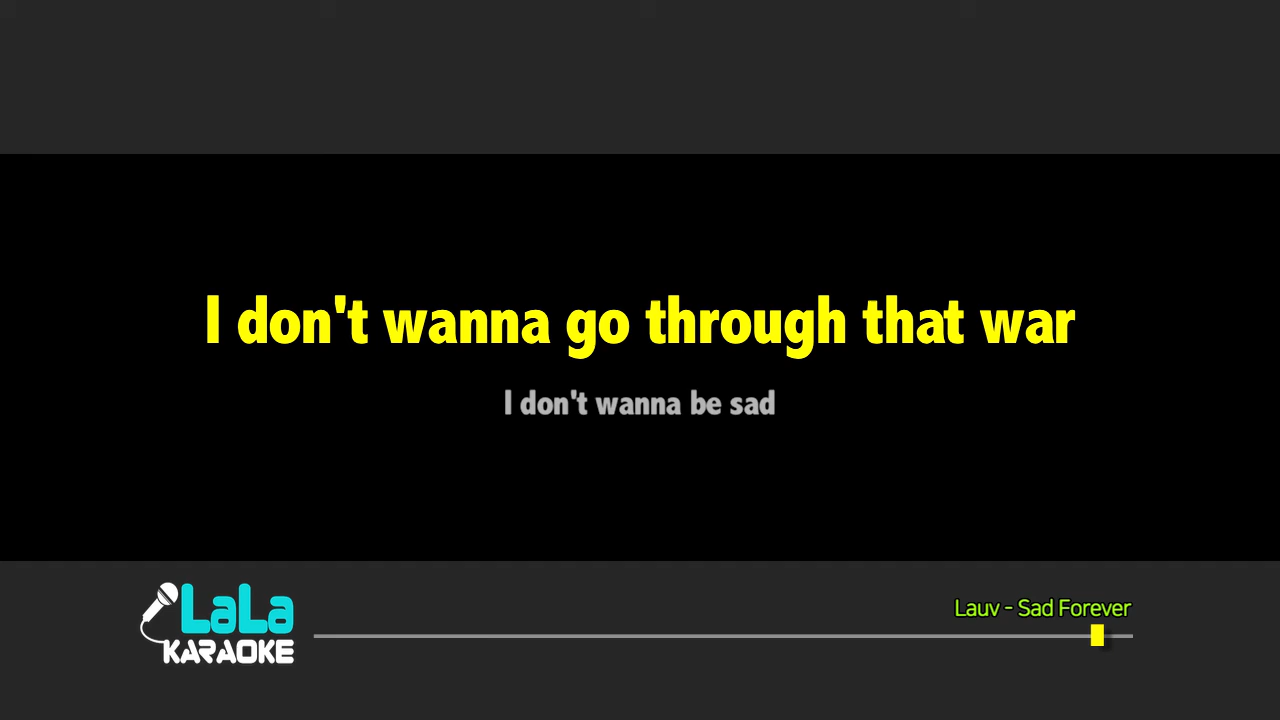 I don't wanna go through that war
I don't wanna be sad
Lauv - Sad Forever
LaLa
KARAOKE